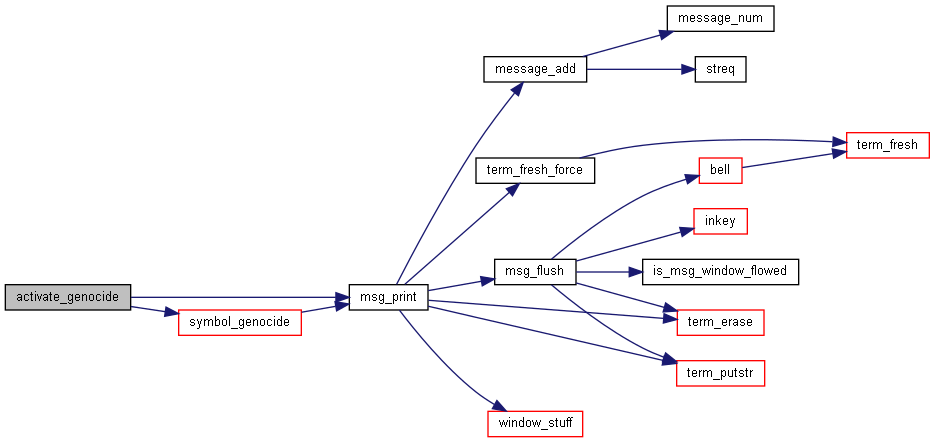 message_num
message_add
streq
term_fresh_force
term_fresh
bell
inkey
msg_flush
is_msg_window_flowed
activate_genocide
msg_print
symbol_genocide
term_erase
term_putstr
window_stuff